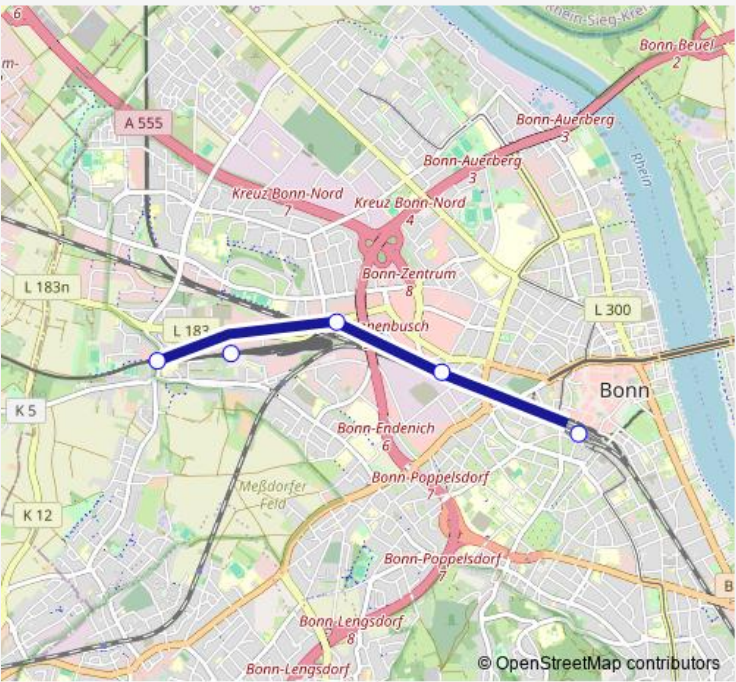 6
Rhein-Sieg-Krei
Bonn-Beuel
2
m-
A 555
Bonn-Auerberg
3
Bonn-Auerberg
3
Rhein
Kreuz Bonn-Nord
7
Kreuz Bonn-Nord
4
Bonn-Zentrum
8
L 183n
L 300
L 183
nenbusch
K 5
Bonn
Bonn-Endenich
6
Bonn-Poppelsdorf
7
Meßdorfer
Feld
K 12
Bonn-Poppelsdorf
7
B
Bonn-Lengsdorf
8
Bonn-Lengsdorf
© OpenStreetMap contributors